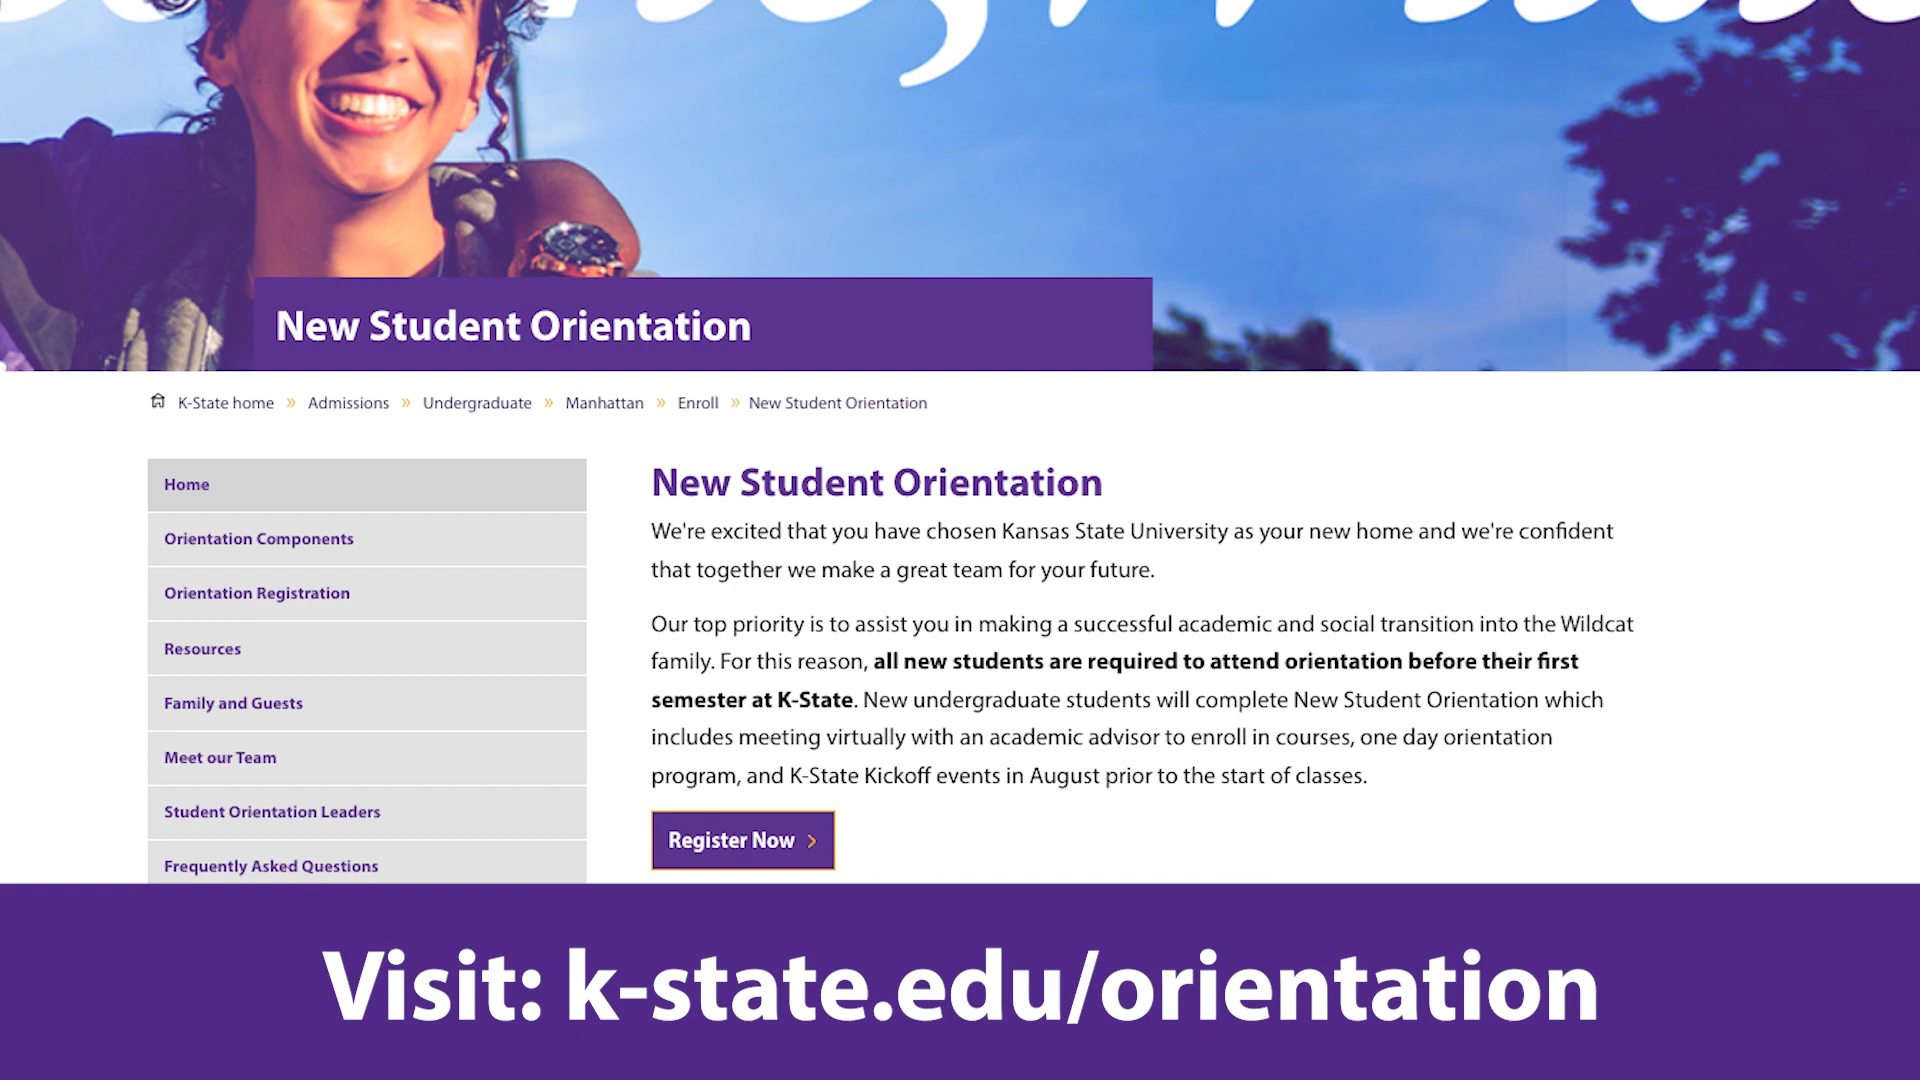 New Student Orientation
K-State home » Admissions » Undergraduate » Manhattan » Enroll » New Student Orientation
Home
Orientation Components
Orientation Registration
Resources
Family and Guests
Meet our Team
Student Orientation Leaders
Frequently Asked Questions
New Student Orientation
We're excited that you have chosen Kansas State University as your new home and we're confident
that together we make a great team for your future.
Our top priority is to assist you in making a successful academic and social transition into the Wildcat
family. For this reason, all new students are required to attend orientation before their first
semester at K-State. New undergraduate students will complete New Student Orientation which
includes meeting virtually with an academic advisor to enroll in courses, one day orientation
program, and K-State Kickoff events in August prior to the start of classes.
Register Now >
Visit: k-state.edu/orientation